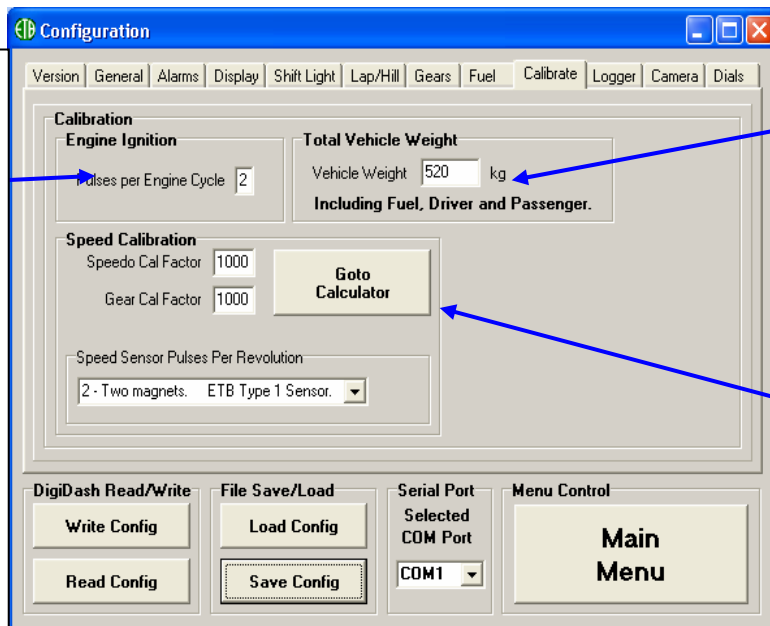 ETB Configuration
Version General Alarms Display Shift Light Lap/Hill Gears Fuel Calibrate Logger Camera Dials
Calibration
Engine Ignition
Pulses per Engine Cycle 2
Total Vehicle Weight
Vehicle Weight 520 kg
Including Fuel, Driver and Passenger.
Speed Calibration
Speedo Cal Factor 1000
Gear Cal Factor 1000
Goto
Calculator
Speed Sensor Pulses Per Revolution
2 - Two magnets. ETB Type 1 Sensor.
DigiDash Read/Write
Write Config
Read Config
File Save/Load
Load Config
Save Config
Serial Port
Selected
COM Port
COM1
Menu Control
Main
Menu